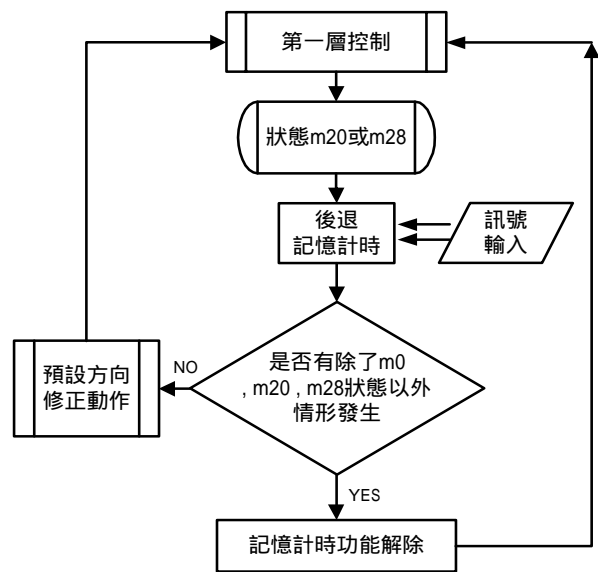 第一層控制
狀態m20或m28
後退
記憶計時
訊號
輸入
是否有除了m0
, m20 , m28狀態以外
情形發生
NO
預設方向
修正動作
YES
記憶計時功能解除